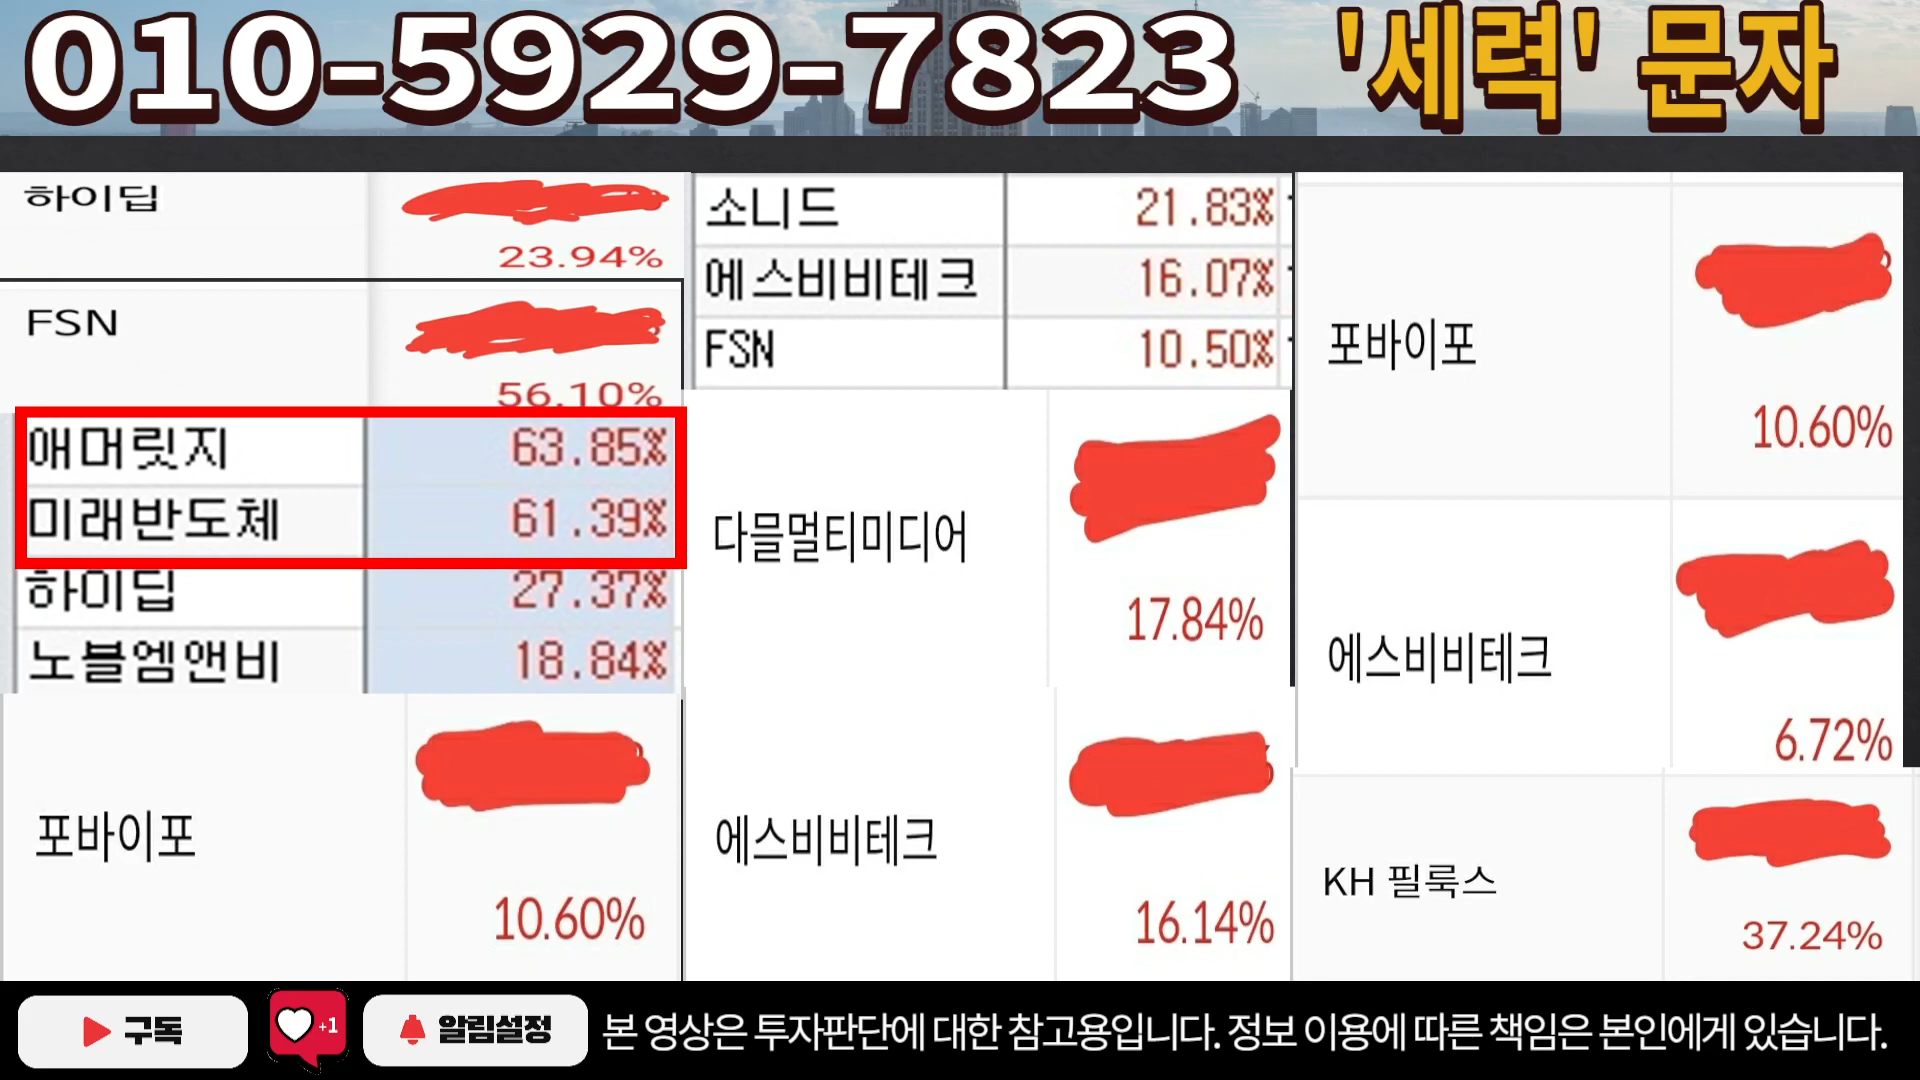 010-5929-7823 '세력' 문자
하이딥
23.94%
FSN
56.10%
애머릿지 63.85%
미래반도체 61.39%
하이딥 27.37%
노블엠앤비 18.84%
포바이포
10.60%
소니드 21.83%
에스비비테크 16.07%
FSN 10.50%
다믈멀티미디어
17.84%
에스비비테크
16.14%
포바이포
10.60%
에스비비테크
6.72%
KH 필룩스
37.24%
구독
+1
알림설정
본 영상은 투자판단에 대한 참고용입니다. 정보 이용에 따른 책임은 본인에게 있습니다.